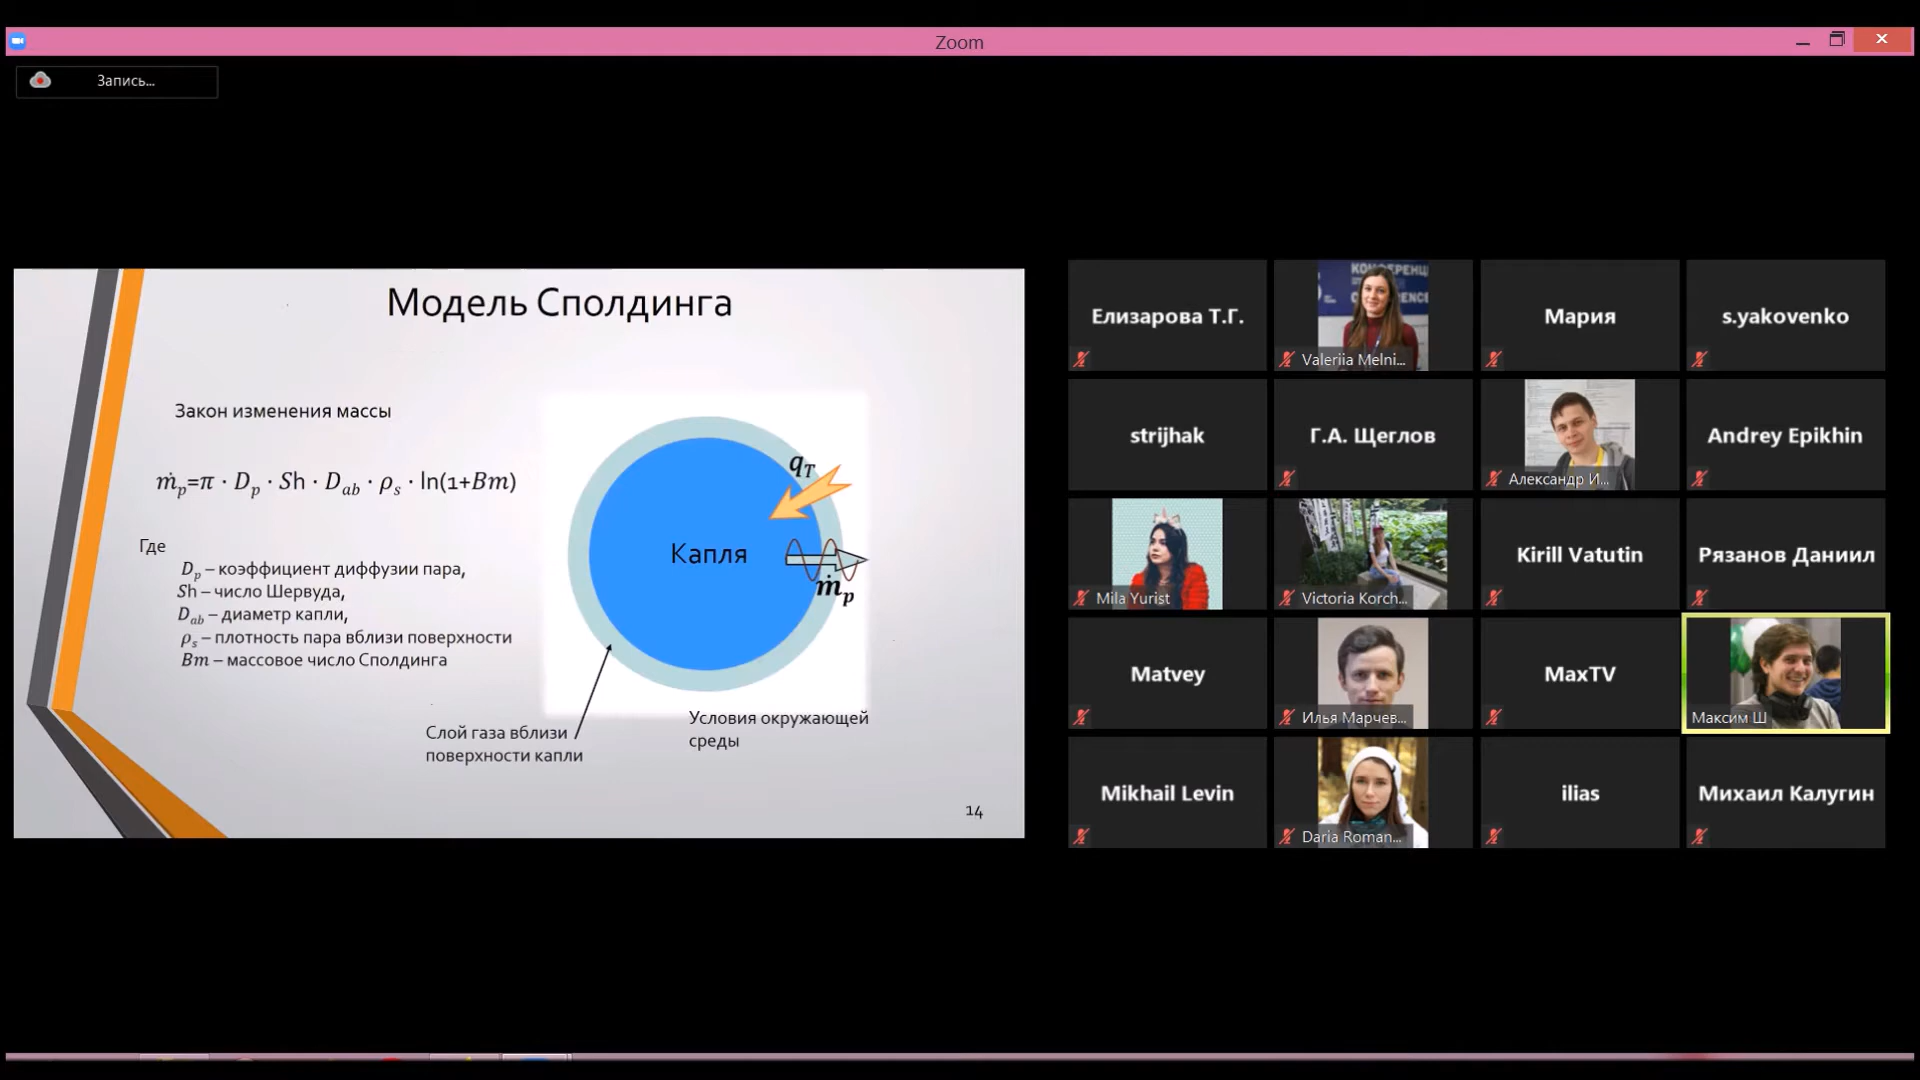 Zoom
Запись...
Модель Сполдинга
Закон изменения массы
ṁₚ=π · Dₚ · Sh · D_ab · ρₛ · ln(1+Bm)
Где
Dₚ – коэффициент диффузии пара,
Sh – число Шервуда,
D_ab – диаметр капли,
ρₛ – плотность пара вблизи поверхности
Bm – массовое число Сполдинга
q_T
Капля
ṁₚ
Слой газа вблизи
поверхности капли
Условия окружающей
среды
14
Елизарова Т.Г.
Valeriia Melni...
Мария
s.yakovenko
strijhak
Г.А. Щеглов
Александр И...
Andrey Epikhin
Mila Yurist
Victoria Korch...
Kirill Vatutin
Рязанов Даниил
Matvey
Илья Марчев...
MaxTV
Максим Ш
Mikhail Levin
Daria Roman...
ilias
Михаил Калугин